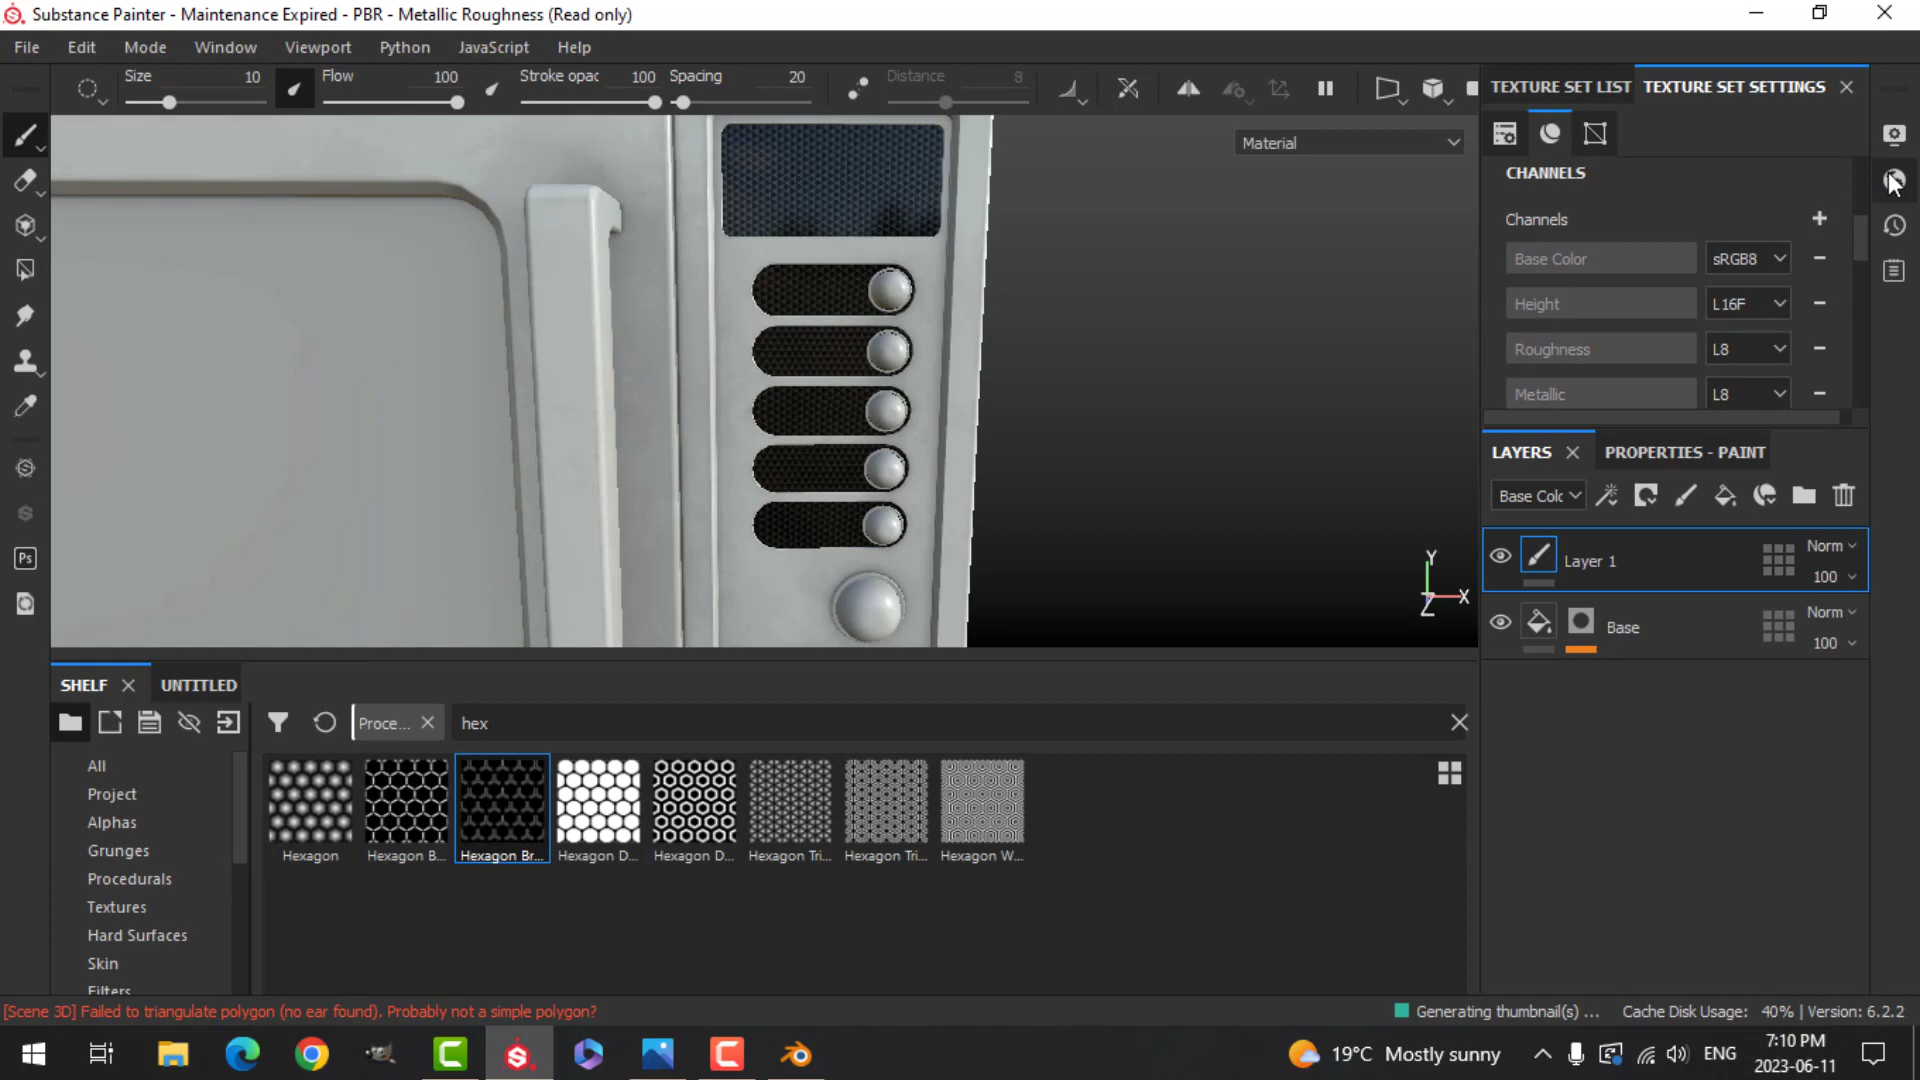 Substance Painter - Maintenance Expired - PBR - Metallic Roughness (Read only)
File Edit Mode Window Viewport Python JavaScript Help
Size 10 Flow 100 Stroke opac 100 Spacing 20 Distance 8
TEXTURE SET LIST TEXTURE SET SETTINGS
Material
CHANNELS
Channels
Base Color sRGB8
Height L16F
Roughness L8
Metallic L8
LAYERS PROPERTIES - PAINT
Base Colc
Layer 1 Norm 100
Base Norm 100
Y
X
Z
SHELF UNTITLED
Proce... hex
All
Project
Alphas
Grunges
Procedurals
Textures
Hard Surfaces
Skin
Filters
Hexagon Hexagon B... Hexagon Br... Hexagon D... Hexagon D... Hexagon Tri... Hexagon Tri... Hexagon W...
[Scene 3D] Failed to triangulate polygon (no ear found). Probably not a simple polygon?
Generating thumbnail(s) ... Cache Disk Usage: 40% | Version: 6.2.2
Ps
19°C Mostly sunny ENG 7:10 PM
2023-06-11